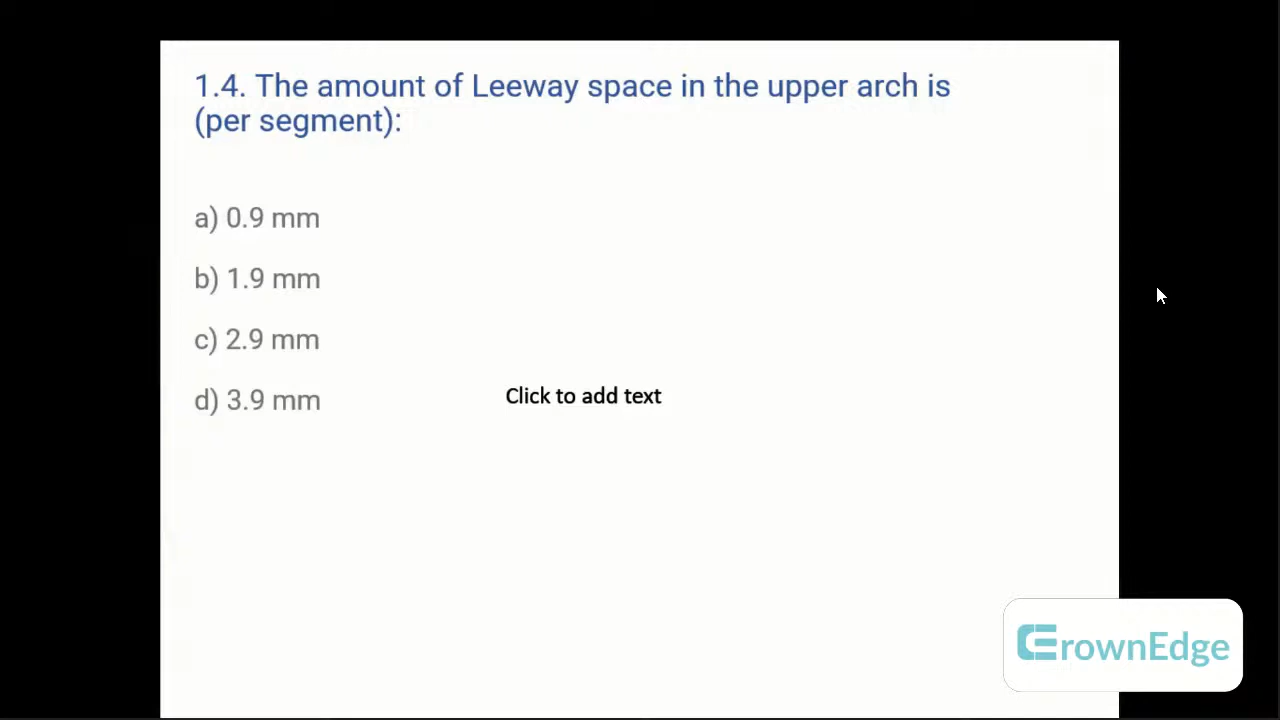 1.4. The amount of Leeway space in the upper arch is
(per segment):
a) 0.9 mm
b) 1.9 mm
c) 2.9 mm
d) 3.9 mm
Click to add text
CrownEdge